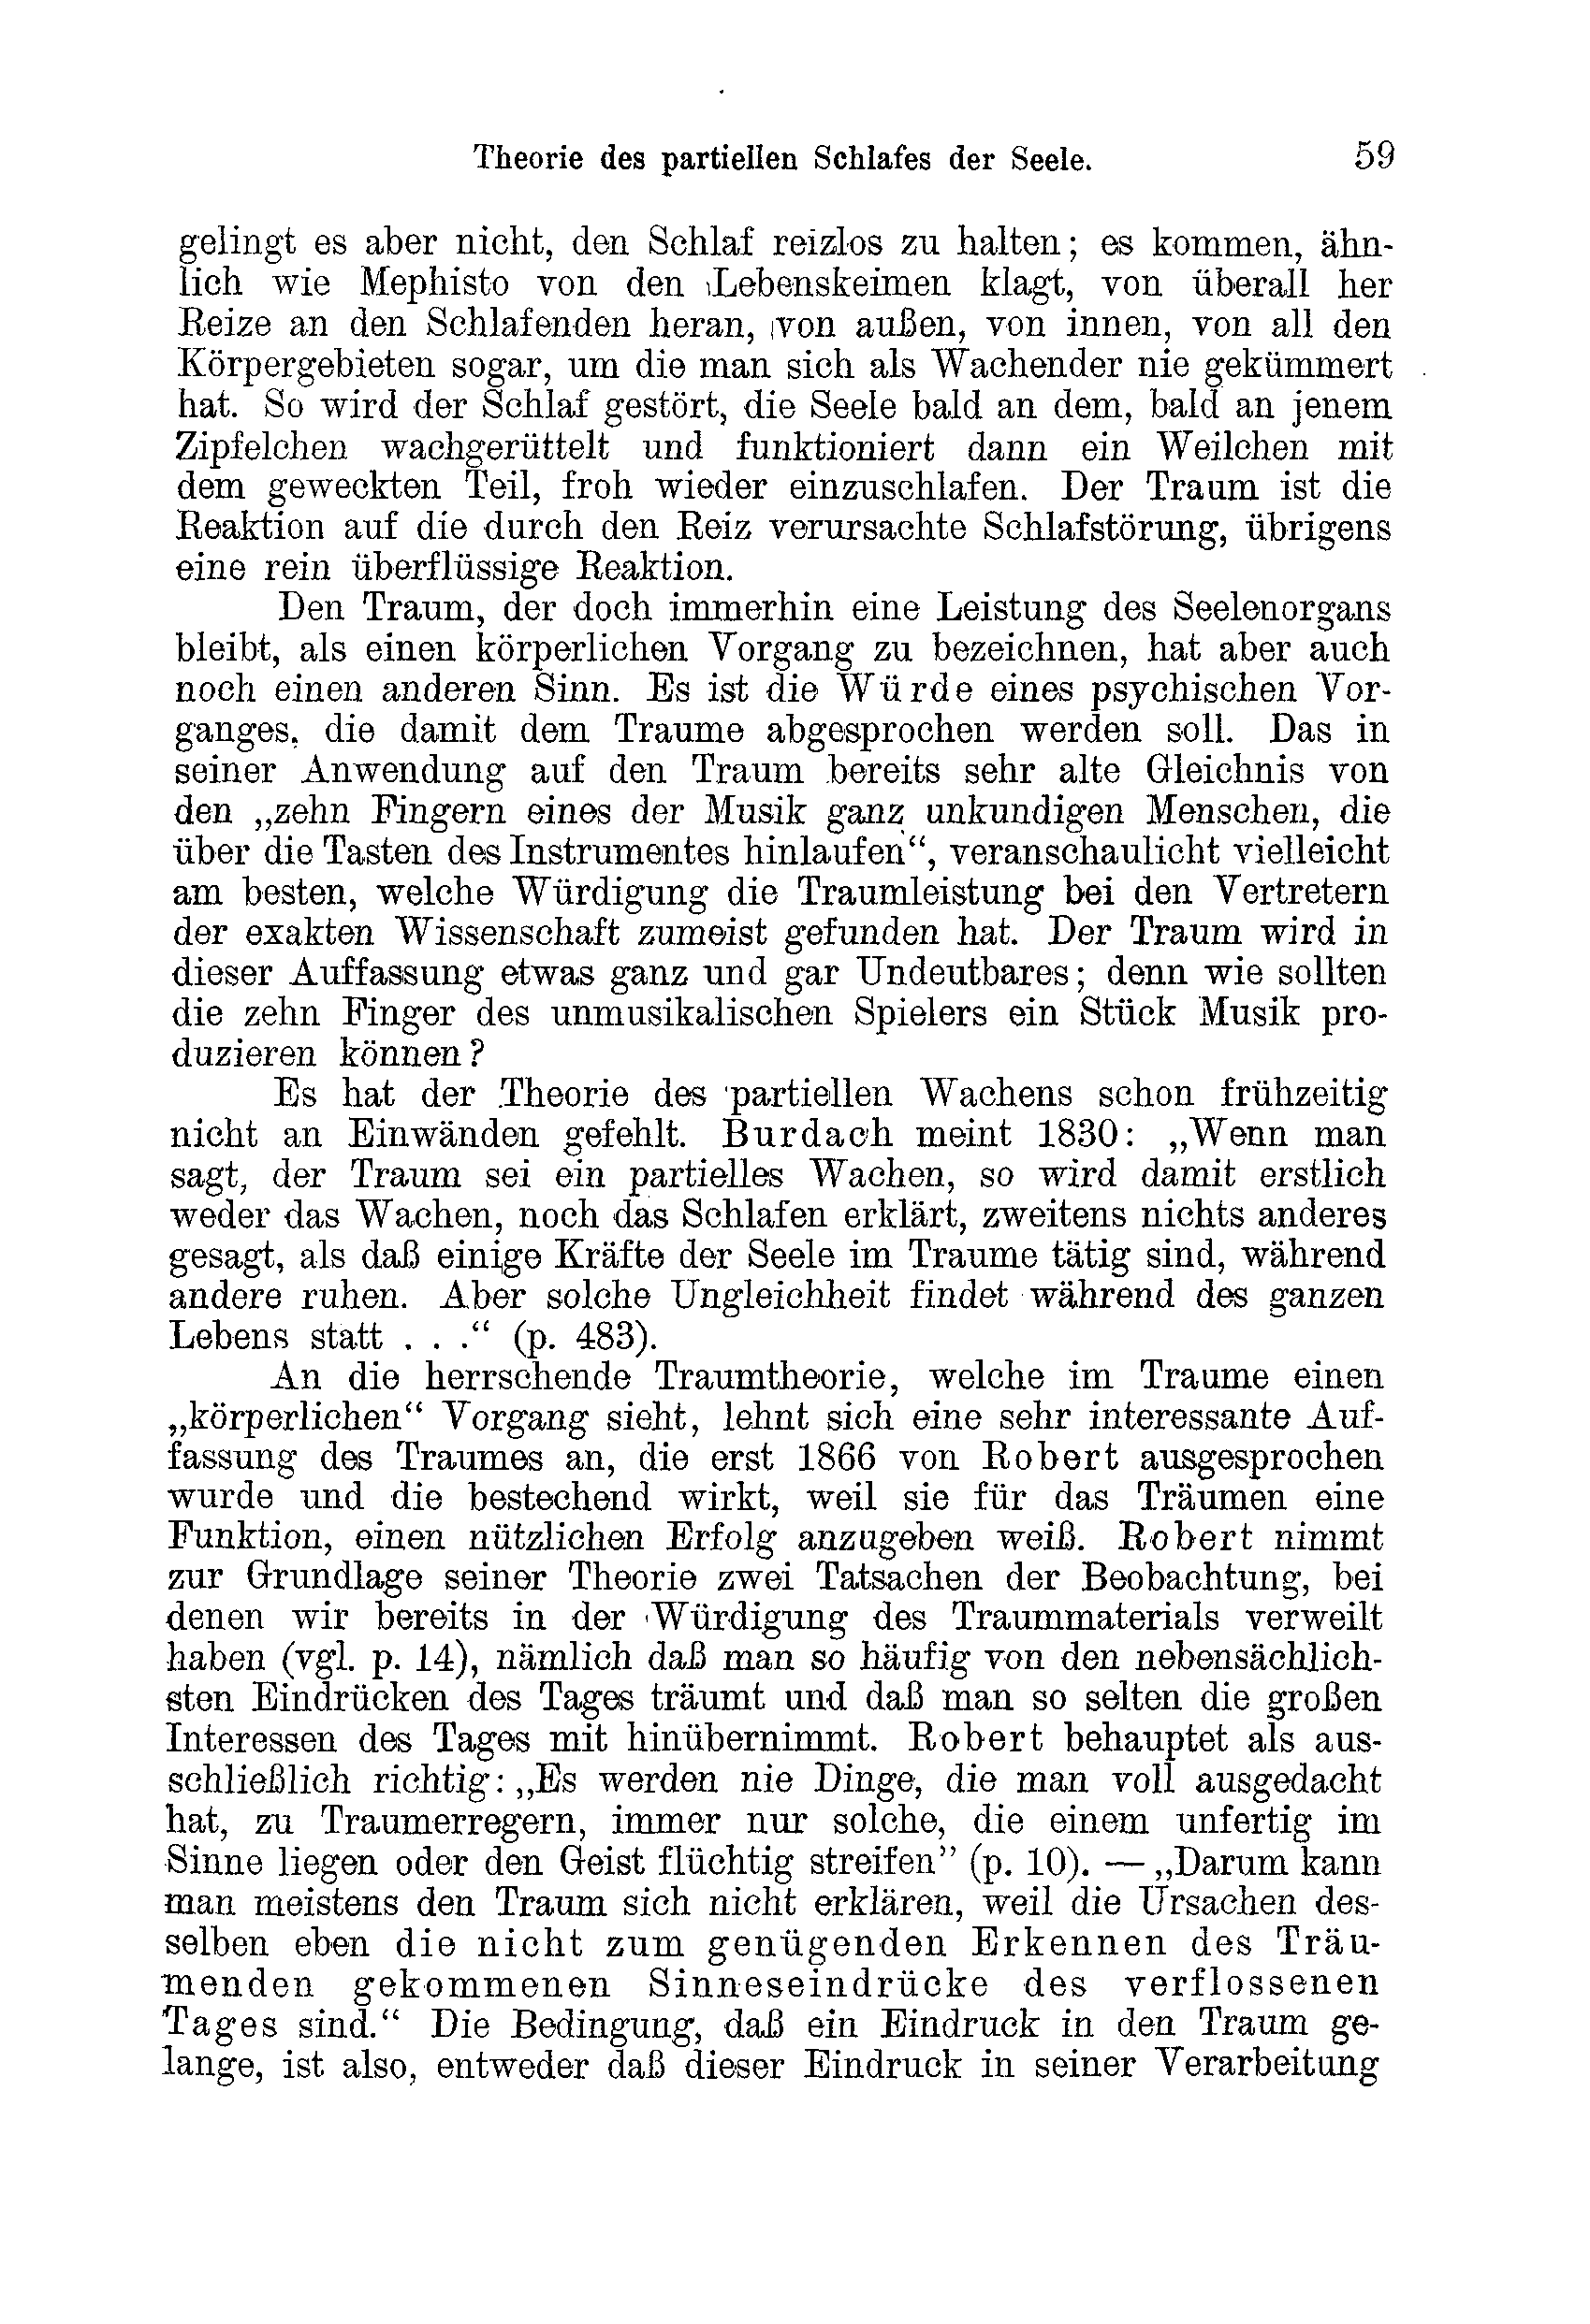 Theorie des partiellen Schlafes der Seele. 59
gelingt es aber nicht, den Schlaf reizlos zu halten; es kommen, ähn-
lich wie Mephisto von den Lebenskeimen klagt, von überall her
Reize an den Schlafenden heran, von außen, von innen, von all den
Körpergebieten sogar, um die man sich als Wachender nie gekümmert
hat. So wird der Schlaf gestört, die Seele bald an dem, bald an jenem
Zipfelchen wachgerüttelt und funktioniert dann ein Weilchen mit
dem geweckten Teil, froh wieder einzuschlafen. Der Traum ist die
Reaktion auf die durch den Reiz verursachte Schlafstörung, übrigens
eine rein überflüssige Reaktion.
Den Traum, der doch immerhin eine Leistung des Seelenorgans
bleibt, als einen körperlichen Vorgang zu bezeichnen, hat aber auch
noch einen anderen Sinn. Es ist die Würde eines psychischen Vor-
ganges, die damit dem Traume abgesprochen werden soll. Das in
seiner Anwendung auf den Traum bereits sehr alte Gleichnis von
den „zehn Fingern eines der Musik ganz unkundigen Menschen, die
über die Tasten des Instrumentes hinlaufen“, veranschaulicht vielleicht
am besten, welche Würdigung die Traumleistung bei den Vertretern
der exakten Wissenschaft zumeist gefunden hat. Der Traum wird in
dieser Auffassung etwas ganz und gar Undeutbares; denn wie sollten
die zehn Finger des unmusikalischen Spielers ein Stück Musik pro-
duzieren können?
Es hat der Theorie des partiellen Wachens schon frühzeitig
nicht an Einwänden gefehlt. Burdach meint 1830: „Wenn man
sagt, der Traum sei ein partielles Wachen, so wird damit erstlich
weder das Wachen, noch das Schlafen erklärt, zweitens nichts anderes
gesagt, als daß einige Kräfte der Seele im Traume tätig sind, während
andere ruhen. Aber solche Ungleichheit findet während des ganzen
Lebens statt . . .“ (p. 483).
An die herrschende Traumtheorie, welche im Traume einen
„körperlichen“ Vorgang sieht, lehnt sich eine sehr interessante Auf-
fassung des Traumes an, die erst 1866 von Robert ausgesprochen
wurde und die bestechend wirkt, weil sie für das Träumen eine
Funktion, einen nützlichen Erfolg anzugeben weiß. Robert nimmt
zur Grundlage seiner Theorie zwei Tatsachen der Beobachtung, bei
denen wir bereits in der Würdigung des Traummaterials verweilt
haben (vgl. p. 14), nämlich daß man so häufig von den nebensächlich-
sten Eindrücken des Tages träumt und daß man so selten die großen
Interessen des Tages mit hinübernimmt. Robert behauptet als aus-
schließlich richtig: „Es werden nie Dinge, die man voll ausgedacht
hat, zu Traumerregern, immer nur solche, die einem unfertig im
Sinne liegen oder den Geist flüchtig streifen” (p. 10). — „Darum kann
man meistens den Traum sich nicht erklären, weil die Ursachen des-
selben eben die nicht zum genügenden Erkennen des Träu-
menden gekommenen Sinneseindrücke des verflossenen
Tages sind.“ Die Bedingung, daß ein Eindruck in den Traum ge-
lange, ist also, entweder daß dieser Eindruck in seiner Verarbeitung